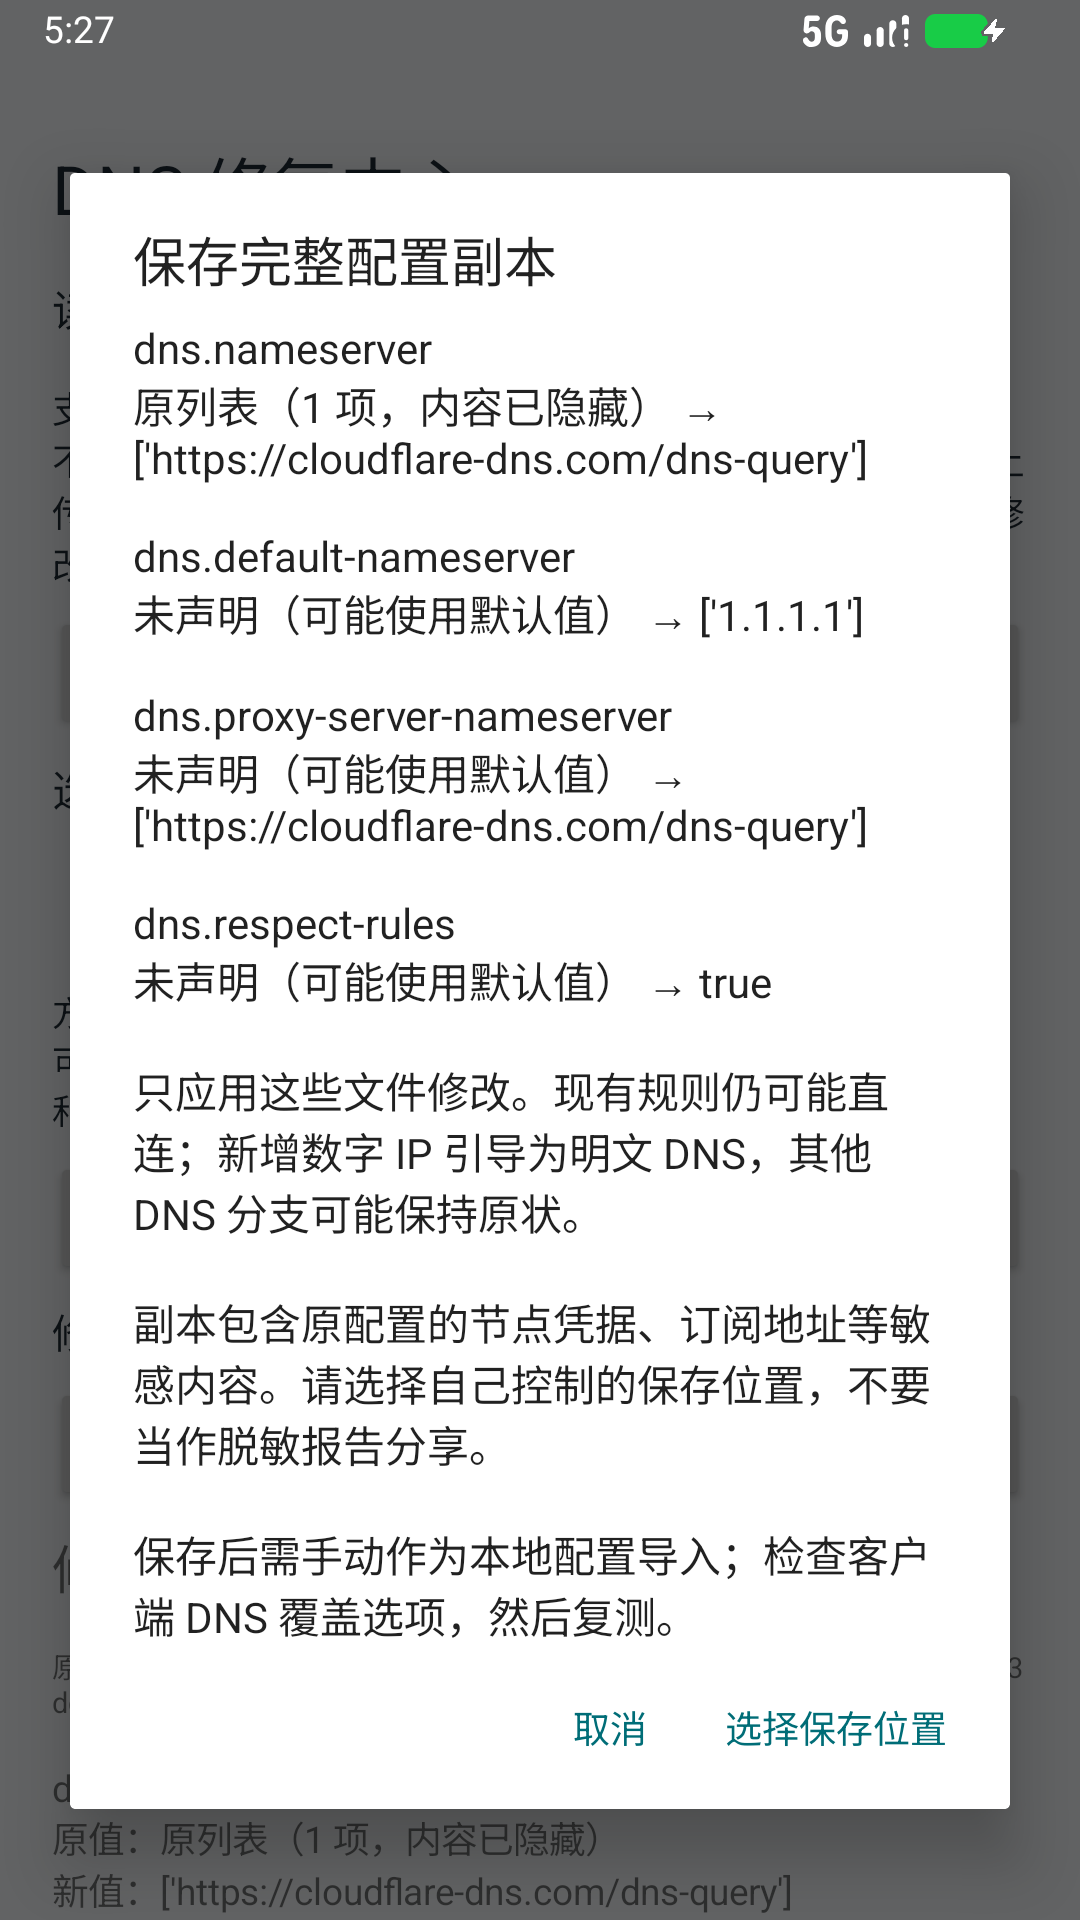 5:27
5G
保存完整配置副本
dns.nameserver
原列表（1 项，内容已隐藏） →
['https://cloudflare-dns.com/dns-query']
dns.default-nameserver
未声明（可能使用默认值） → ['1.1.1.1']
dns.proxy-server-nameserver
未声明（可能使用默认值） →
['https://cloudflare-dns.com/dns-query']
dns.respect-rules
未声明（可能使用默认值） → true
只应用这些文件修改。现有规则仍可能直
连；新增数字 IP 引导为明文 DNS，其他
DNS 分支可能保持原状。
副本包含原配置的节点凭据、订阅地址等敏
感内容。请选择自己控制的保存位置，不要
当作脱敏报告分享。
保存后需手动作为本地配置导入；检查客户
端 DNS 覆盖选项，然后复测。
取消 选择保存位置
原值：原列表（1 项，内容已隐藏）
新值：['https://cloudflare-dns.com/dns-query']